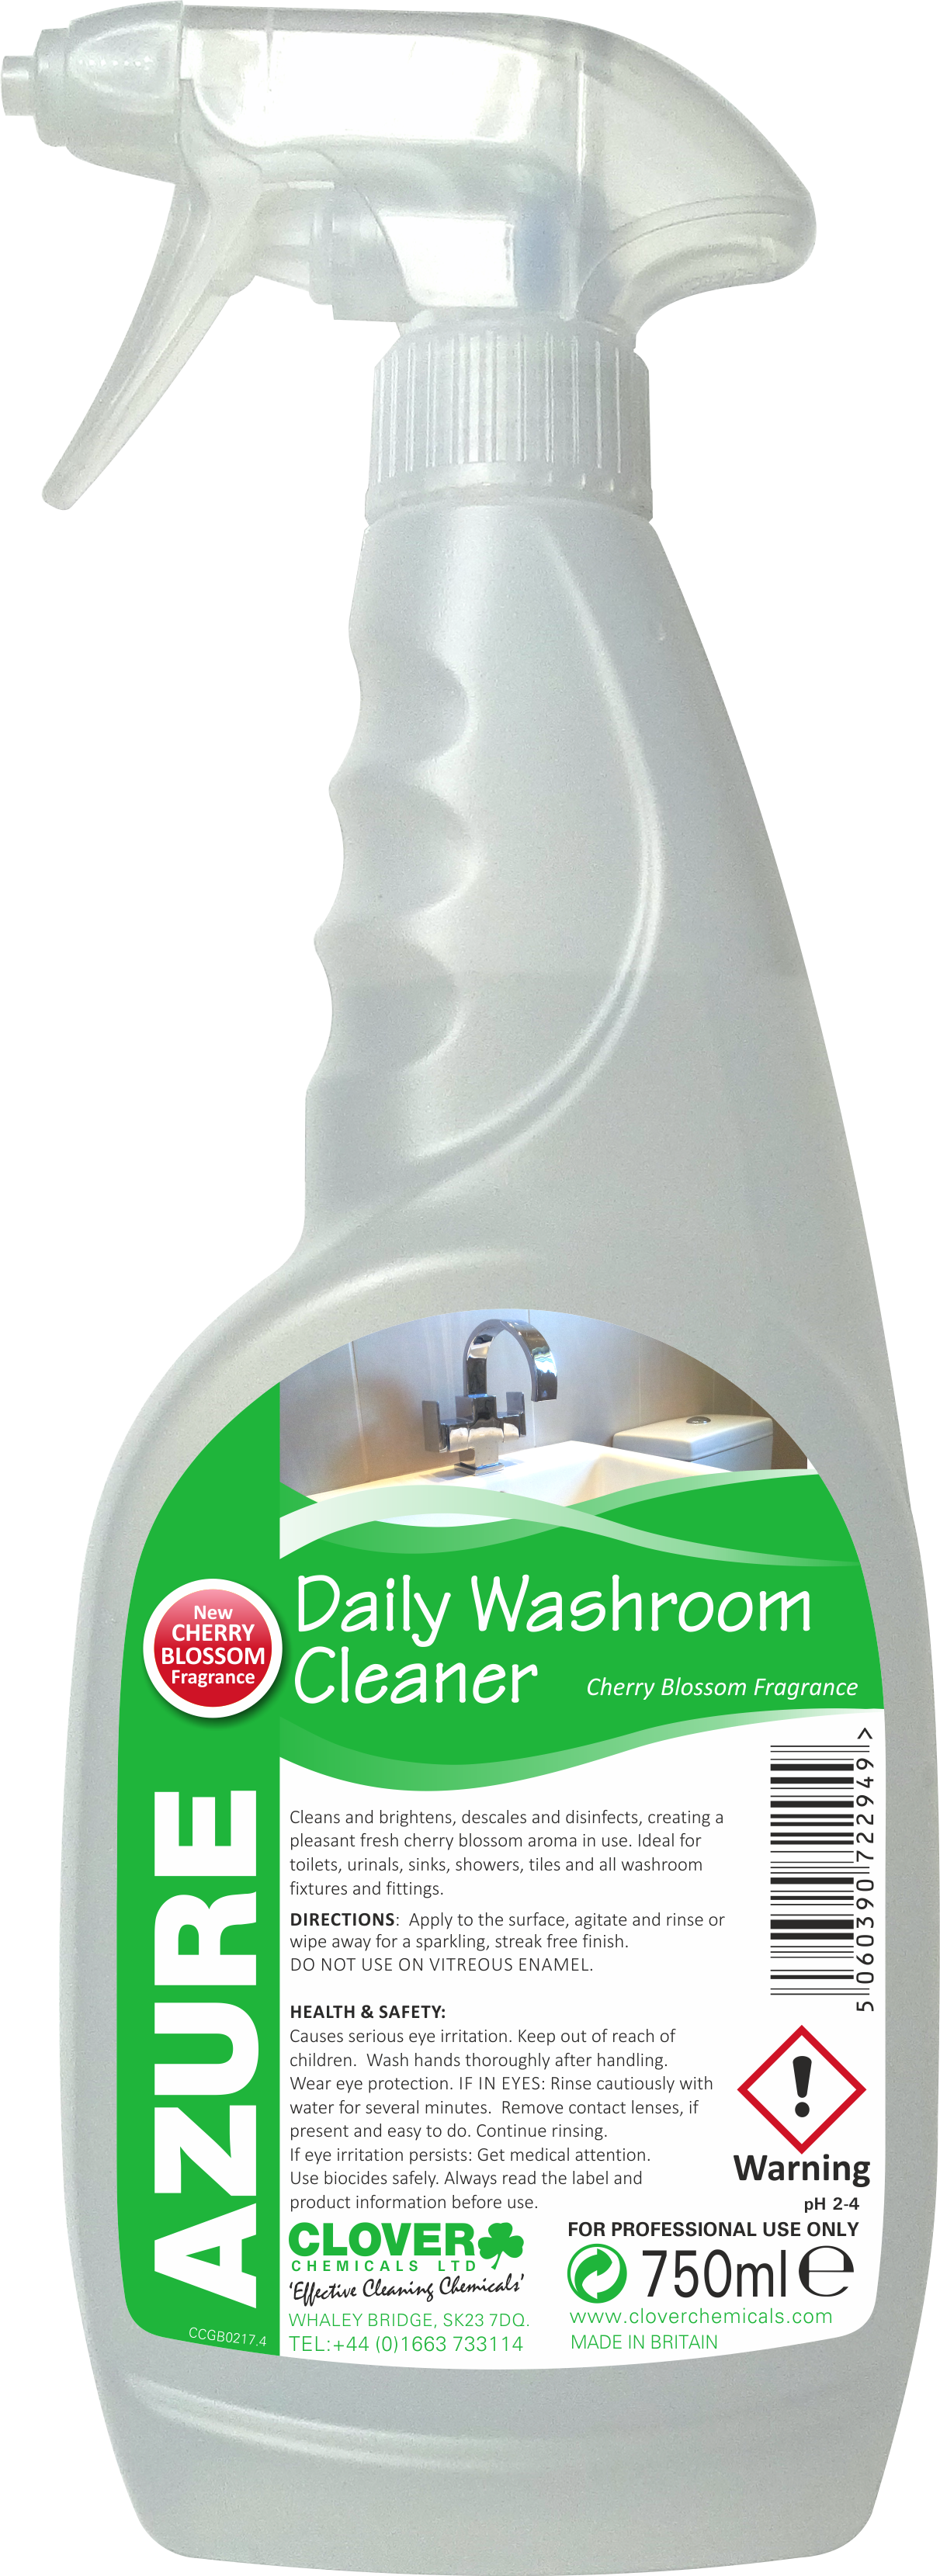 New
CHERRY
BLOSSOM
Fragrance
Daily Washroom
Cleaner
Cherry Blossom Fragrance
AZURE
Cleans and brightens, descales and disinfects, creating a
pleasant fresh cherry blossom aroma in use. Ideal for
toilets, urinals, sinks, showers, tiles and all washroom
fixtures and fittings.
DIRECTIONS:  Apply to the surface, agitate and rinse or
wipe away for a sparkling, streak free finish.
DO NOT USE ON VITREOUS ENAMEL.
5 060390 722949 >
HEALTH & SAFETY:
Causes serious eye irritation. Keep out of reach of
children.  Wash hands thoroughly after handling.
Wear eye protection. IF IN EYES: Rinse cautiously with
water for several minutes.  Remove contact lenses, if
present and easy to do. Continue rinsing.
If eye irritation persists: Get medical attention.
Use biocides safely. Always read the label and
product information before use.
!
Warning
pH 2-4
FOR PROFESSIONAL USE ONLY
750ml e
www.cloverchemicals.com
MADE IN BRITAIN
CLOVER
CHEMICALS LTD
'Effective Cleaning Chemicals'
WHALEY BRIDGE, SK23 7DQ.
TEL:+44 (0)1663 733114
CCGB0217.4